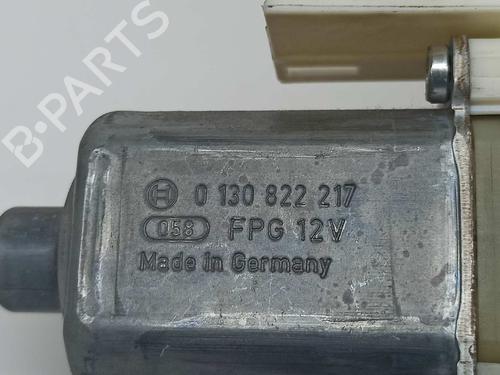 B-PARTS
0 130 822 217
058 FPG 12V
Made in Germany